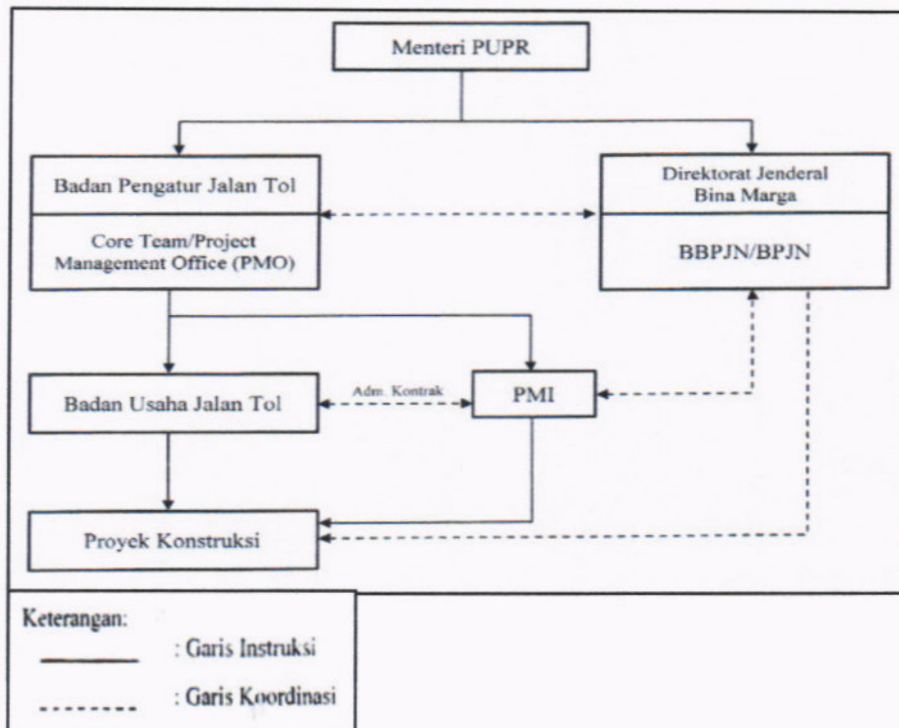 Menteri PUPR
Badan Pengatur Jalan Tol
Core Team/Project
Management Office (PMO)
Direktorat Jenderal
Bina Marga
BBPJN/BPJN
Badan Usaha Jalan Tol
Adm. Kontrak
PMI
Proyek Konstruksi
Keterangan:
: Garis Instruksi
: Garis Koordinasi